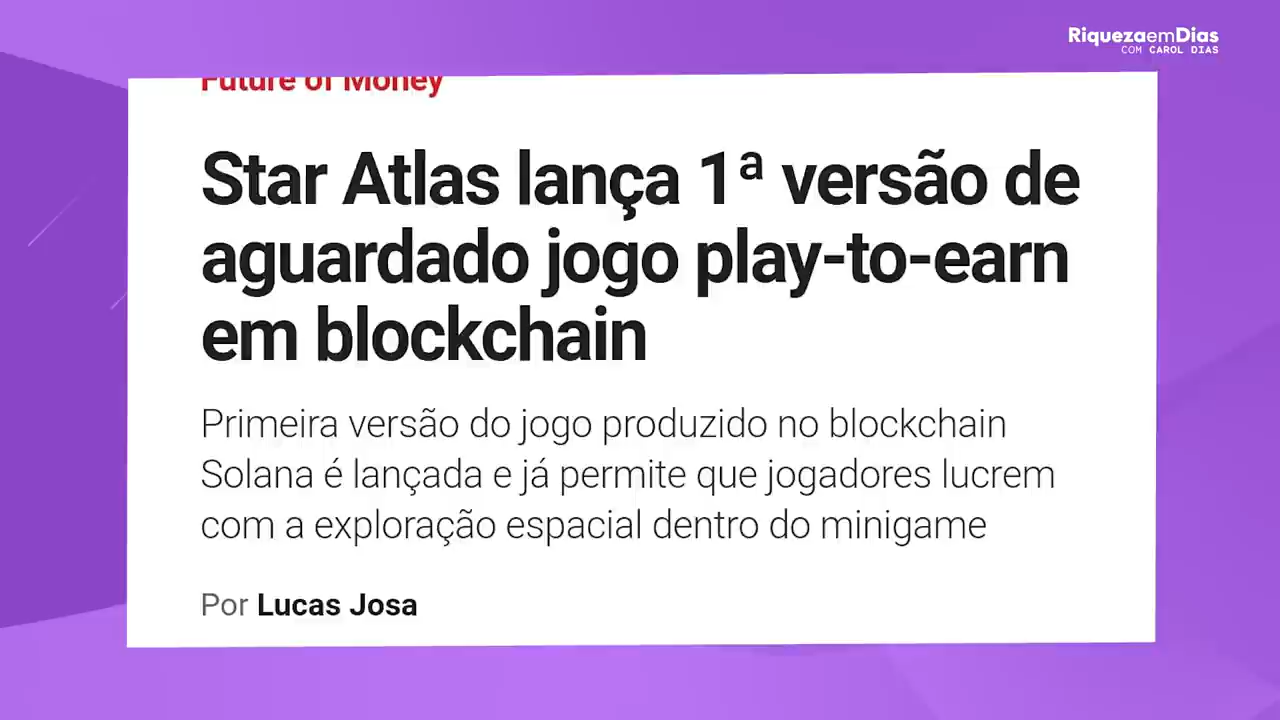 RiquezaemDias
COM CAROL DIAS
Future of Money
Star Atlas lança 1ª versão de
aguardado jogo play-to-earn
em blockchain
Primeira versão do jogo produzido no blockchain
Solana é lançada e já permite que jogadores lucrem
com a exploração espacial dentro do minigame
Por Lucas Josa